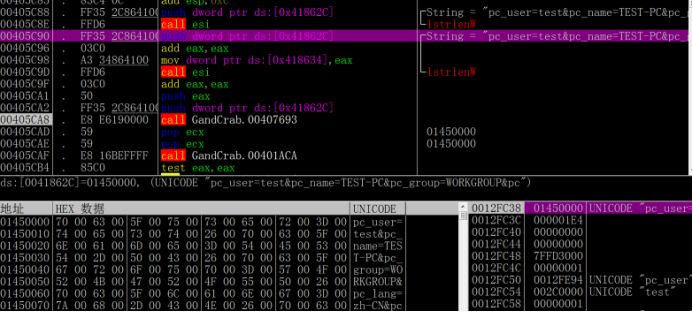 00405C88 . FF35 2C864100 push dword ptr ds:[0x41862C] String = "pc_user=test&pc_name=TEST-PC&pc_
00405C8E . FFD6 call esi lstrlenW
00405C90 . FF35 2C864100 push dword ptr ds:[0x41862C] String = "pc_user=test&pc_name=TEST-PC&pc_
00405C96 . 03C0 add eax,eax
00405C98 . A3 34864100 mov dword ptr ds:[0x418634],eax
00405C9D . FFD6 call esi lstrlenW
00405C9F . 03C0 add eax,eax
00405CA1 . 50 push eax
00405CA2 . FF35 2C864100 push dword ptr ds:[0x41862C]
00405CA8 . E8 E6190000 call GandCrab.00407693
00405CAD . 59 pop ecx 01450000
00405CAE . 59 pop ecx 01450000
00405CAF . E8 16BEFFFF call GandCrab.00401ACA
00405CB4 . 85C0 test eax,eax
ds:[0041862C]=01450000, (UNICODE "pc_user=test&pc_name=TEST-PC&pc_group=WORKGROUP&pc")
地址 HEX 数据 UNICODE
01450000 70 00 63 00 5F 00 75 00 73 00 65 00 72 00 3D 00 pc_user=
01450010 74 00 65 00 73 00 74 00 26 00 70 00 63 00 5F 00 test&pc_
01450020 6E 00 61 00 6D 00 65 00 3D 00 54 00 45 00 53 00 name=TES
01450030 54 00 2D 00 50 00 43 00 26 00 70 00 63 00 5F 00 T-PC&pc_
01450040 67 00 72 00 6F 00 75 00 70 00 3D 00 57 00 4F 00 group=WO
01450050 52 00 4B 00 47 00 52 00 4F 00 55 00 50 00 26 00 RKGROUP&
01450060 70 00 63 00 5F 00 6C 00 61 00 6E 00 67 00 3D 00 pc_lang=
01450070 7A 00 68 00 2D 00 43 00 4E 00 26 00 70 00 63 00 zh-CN&pc
0012FC38 01450000 UNICODE "pc_user=
0012FC3C 000001E4
0012FC40 00000000
0012FC44 00000000
0012FC48 7FFD3000
0012FC4C 00000001
0012FC50 0012FE94 UNICODE "pc_user"
0012FC54 002C0000 UNICODE "test"
0012FC58 00000001